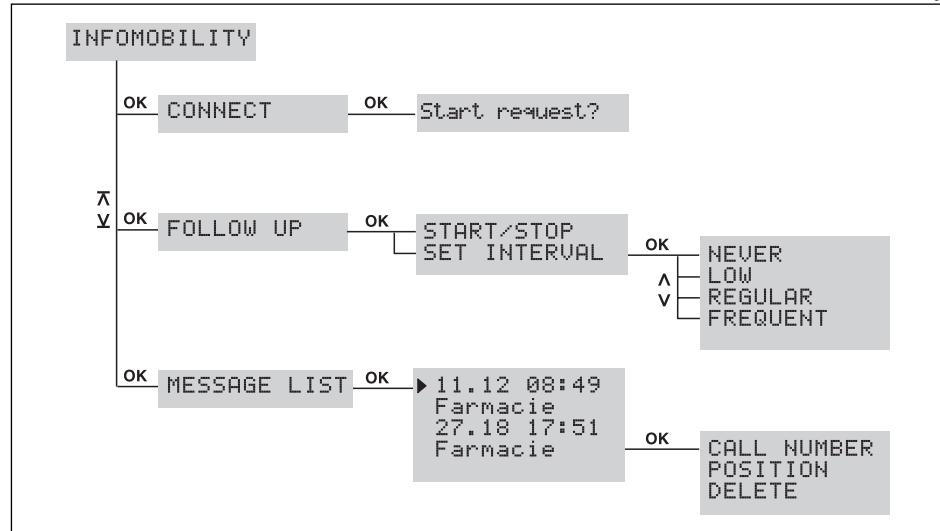 INFOMOBILITY
OK CONNECT OK Start request?
OK FOLLOW UP OK START/STOP
SET INTERVAL OK NEVER
LOW
REGULAR
FREQUENT
OK MESSAGE LIST OK 11.12 08:49
Farmacie
27.18 17:51
Farmacie OK CALL NUMBER
POSITION
DELETE